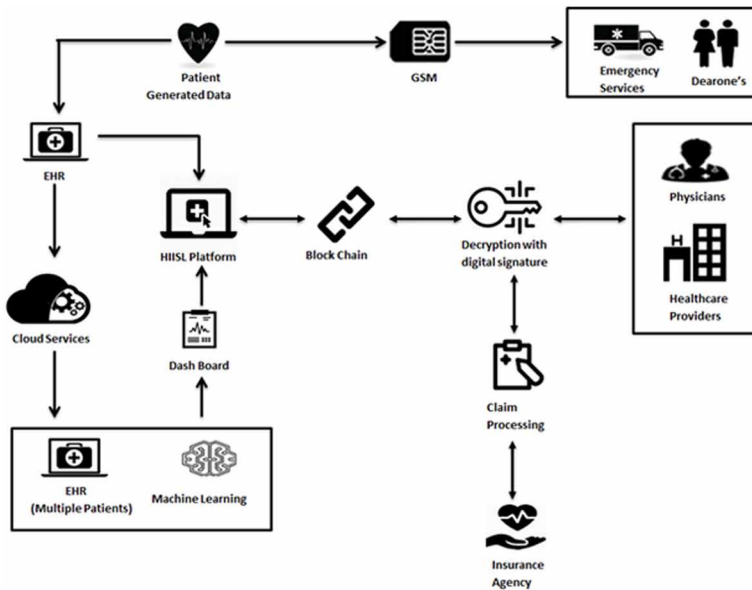 Patient
Generated Data
GSM
Emergency
Services
Dearone's
EHR
HIISL Platform
Block Chain
Decryption with
digital signature
Physicians
H
Healthcare
Providers
Cloud Services
Dash Board
Claim
Processing
EHR
(Multiple Patients)
Machine Learning
Insurance
Agency